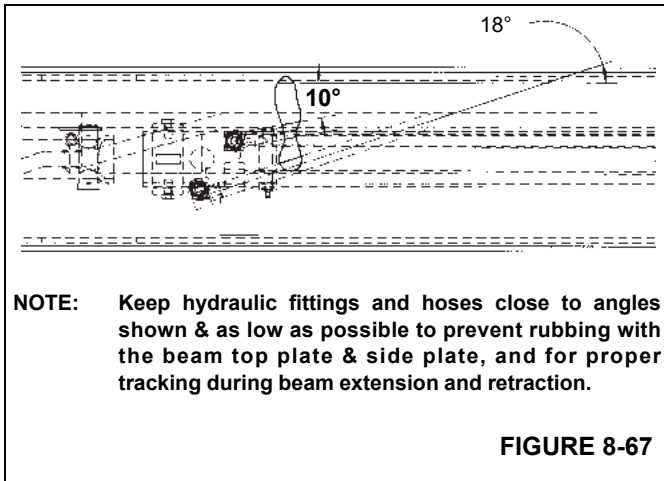 18°
10°
NOTE: Keep hydraulic fittings and hoses close to angles
shown & as low as possible to prevent rubbing with
the beam top plate & side plate, and for proper
tracking during beam extension and retraction.
FIGURE 8-67